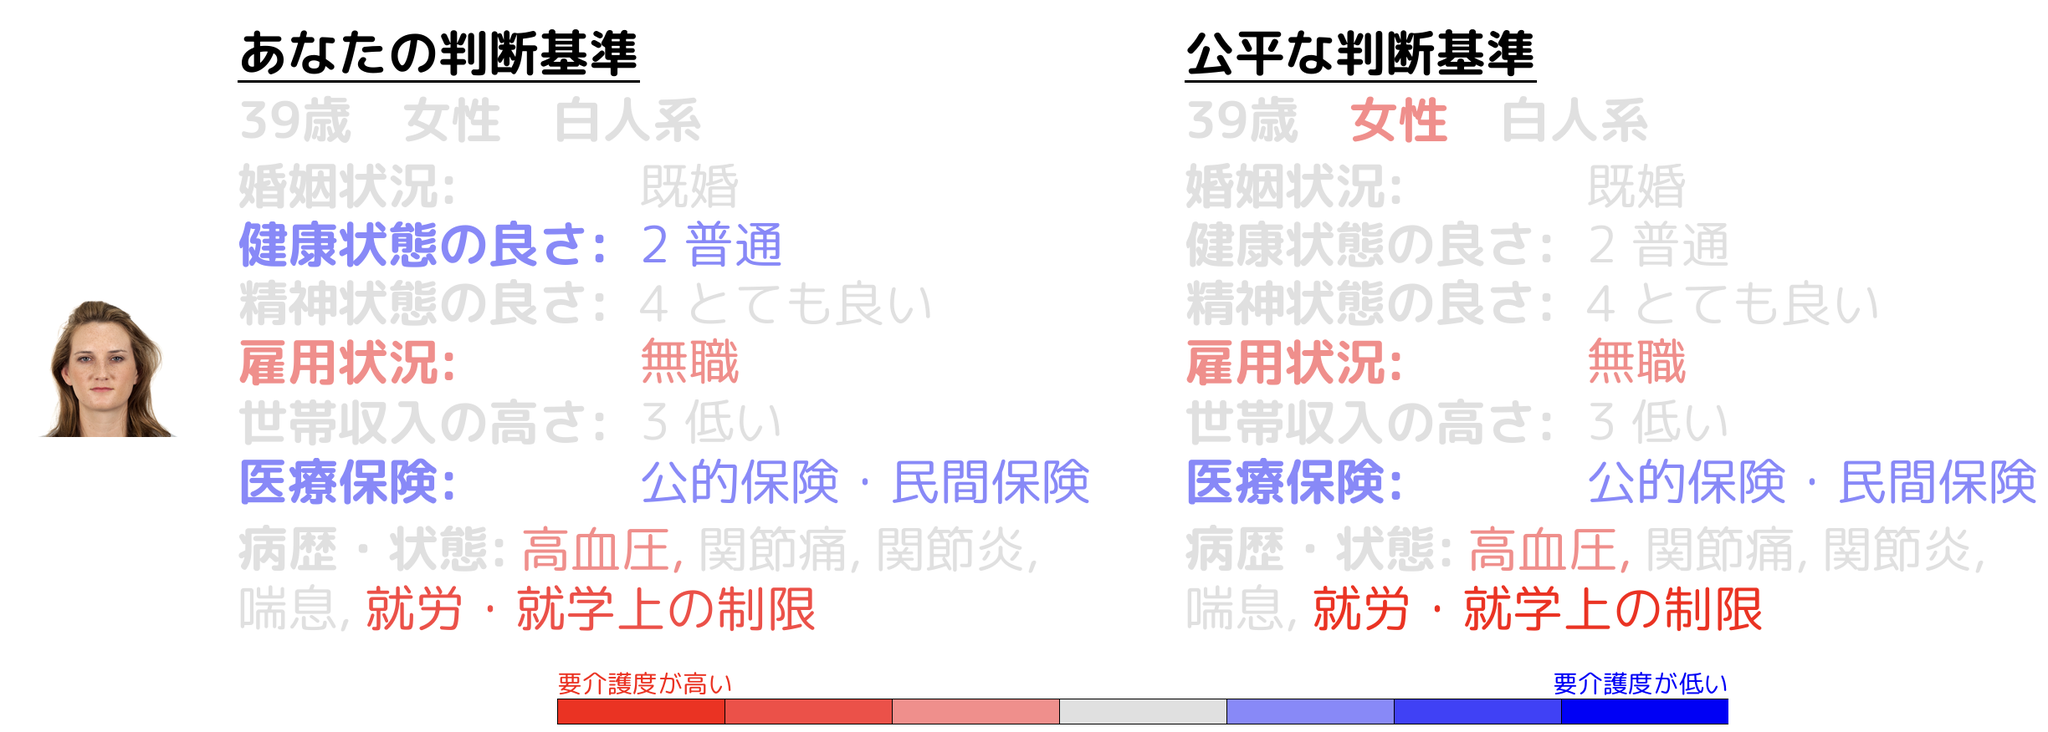 あなたの判断基準
39歳　女性　白人系
婚姻状況: 既婚
健康状態の良さ: 2 普通
精神状態の良さ: 4 とても良い
雇用状況: 無職
世帯収入の高さ: 3 低い
医療保険: 公的保険・民間保険
病歴・状態: 高血圧, 関節痛, 関節炎,
喘息, 就労・就学上の制限
公平な判断基準
39歳　女性　白人系
婚姻状況: 既婚
健康状態の良さ: 2 普通
精神状態の良さ: 4 とても良い
雇用状況: 無職
世帯収入の高さ: 3 低い
医療保険: 公的保険・民間保険
病歴・状態: 高血圧, 関節痛, 関節炎,
喘息, 就労・就学上の制限
要介護度が高い
要介護度が低い